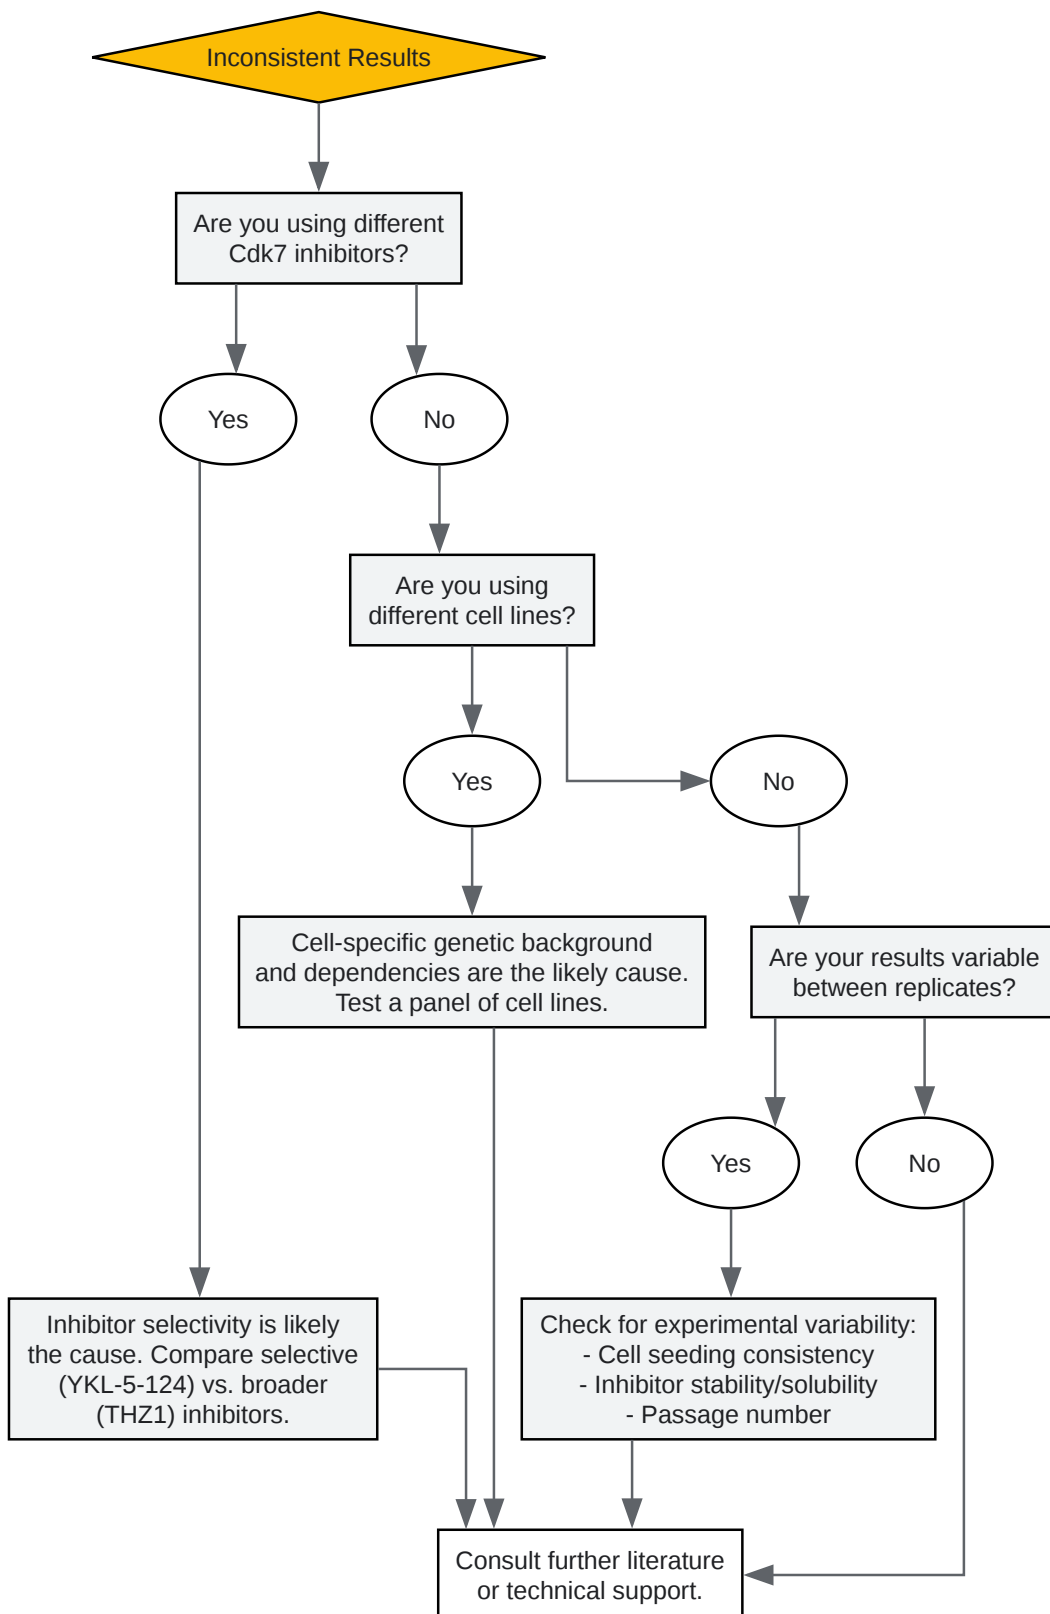 Inconsistent Results
Are you using different
Cdk7 inhibitors?
Yes
No
Are you using
different cell lines?
Yes
No
Cell-specific genetic background
and dependencies are the likely cause.
Test a panel of cell lines.
Are your results variable
between replicates?
Yes
No
Inhibitor selectivity is likely
the cause. Compare selective
(YKL-5-124) vs. broader
(THZ1) inhibitors.
Check for experimental variability:
- Cell seeding consistency
- Inhibitor stability/solubility
- Passage number
Consult further literature
or technical support.